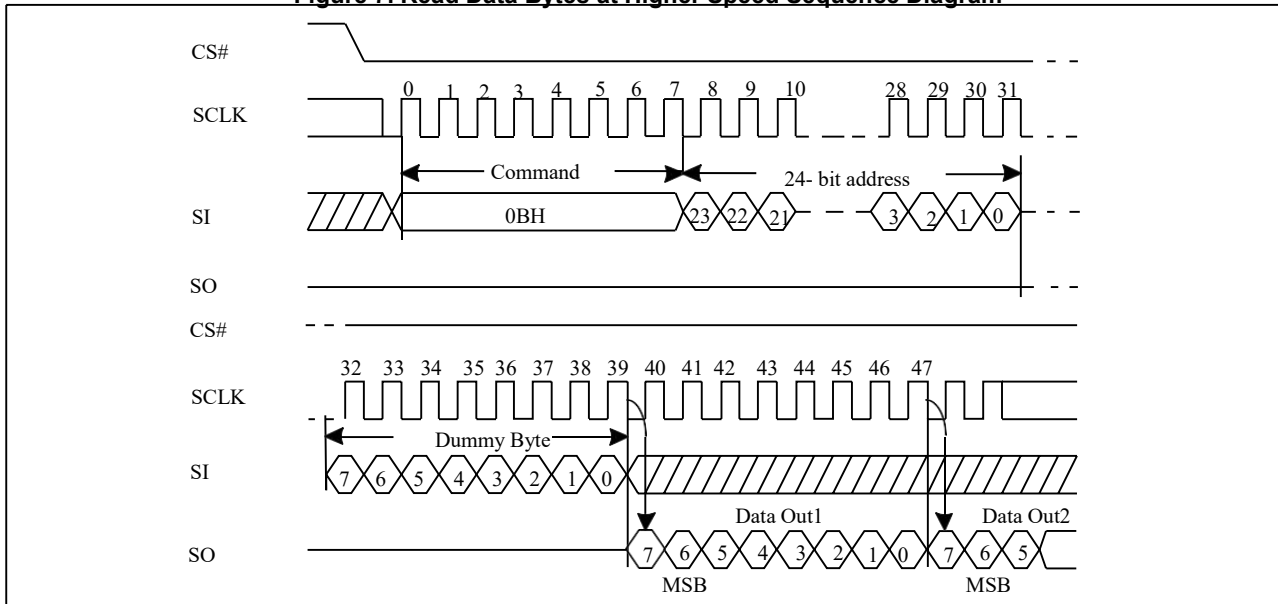 Figure 7. Read Data Bytes at Higher Speed Sequence Diagram
CS#
0 1 2 3 4 5 6 7 8 9 10 28 29 30 31
SCLK
Command
24- bit address
SI 0BH 23 22 21 3 2 1 0
SO
CS#
32 33 34 35 36 37 38 39 40 41 42 43 44 45 46 47
SCLK
Dummy Byte
SI 7 6 5 4 3 2 1 0
Data Out1 Data Out2
SO 7 6 5 4 3 2 1 0 7 6 5
MSB MSB